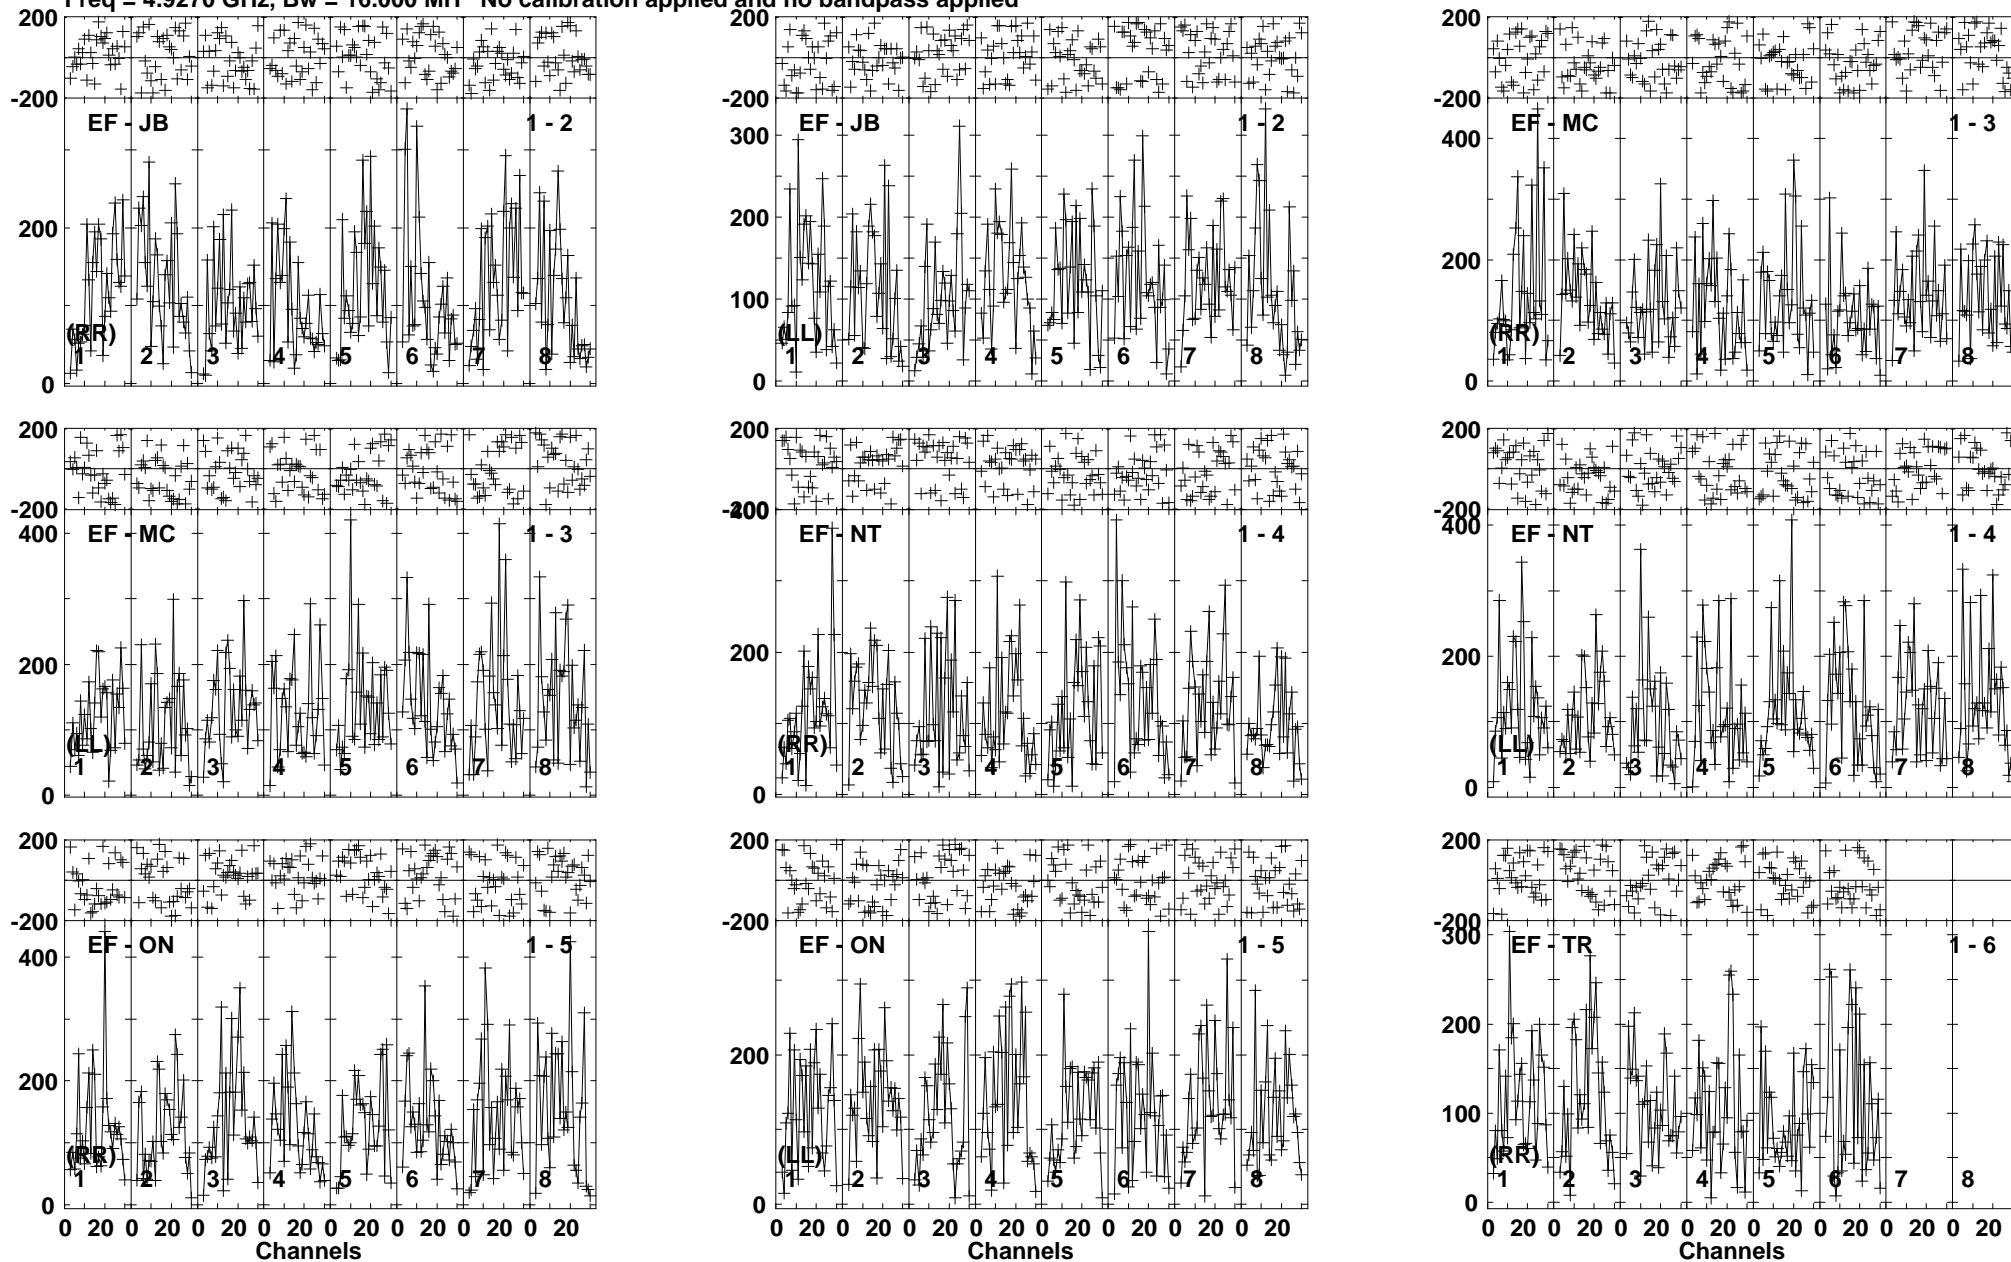 Freq = 4.9270 GHz, Bw = 16.000 MH No calibration applied and no bandpass applied
200 200 200
-200 -200 -200
EF - JB 1 - 2 EF - JB 1 - 2 EF - MC 1 - 3
300 400
200 200 200
100
(RR) (LL) (RR)
1 2 3 4 5 6 7 8 1 2 3 4 5 6 7 8 1 2 3 4 5 6 7 8
0 0 0
200 200 200
-200 -200 -200
400 400 400
EF - MC 1 - 3 EF - NT 1 - 4 EF - NT 1 - 4
200 200 200
(LL) (RR) (LL)
1 2 3 4 5 6 7 8 1 2 3 4 5 6 7 8 1 2 3 4 5 6 7 8
0 0 0
200 200 200
-200 -200 -200
300
EF - ON 1 - 5 EF - ON 1 - 5 EF - TR 1 - 6
400
200 200 200
100
(RR) (LL) (RR)
1 2 3 4 5 6 7 8 1 2 3 4 5 6 7 8 1 2 3 4 5 6 7 8
0 0 0
0 20 0 20 0 20 0 20 0 20 0 20 0 20 0 20 0 20 0 20 0 20 0 20 0 20 0 20 0 20 0 20 0 20 0 20 0 20 0 20 0 20 0 20 0 20 0 20
Channels Channels Channels